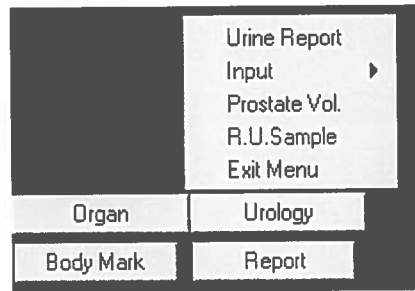 Urine Report
Input
Prostate Vol.
R.U.Sample
Exit Menu
Organ Urology
Body Mark Report